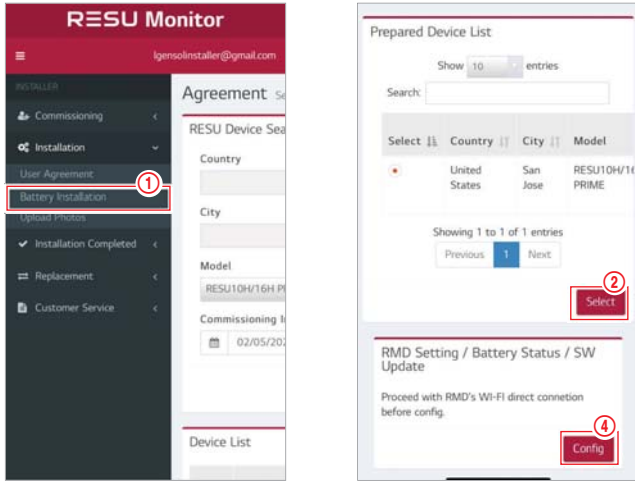 RESU Monitor
lgensolinstaller@gmail.com
INSTALLER
Commissioning
Installation
User Agreement
Battery Installation
1
Upload Photos
Installation Completed
Replacement
Customer Service
Agreement
RESU Device Sea
Country
City
Model
RESU10H/16H P
Commissioning I
02/05/202
Device List
Prepared Device List
Show 10 entries
Search:
Select Country City Model
United States San Jose RESU10H/16 PRIME
Showing 1 to 1 of 1 entries
Previous 1 Next
2
Select
RMD Setting / Battery Status / SW
Update
Proceed with RMD's WI-FI direct connetion
before config.
4
Config